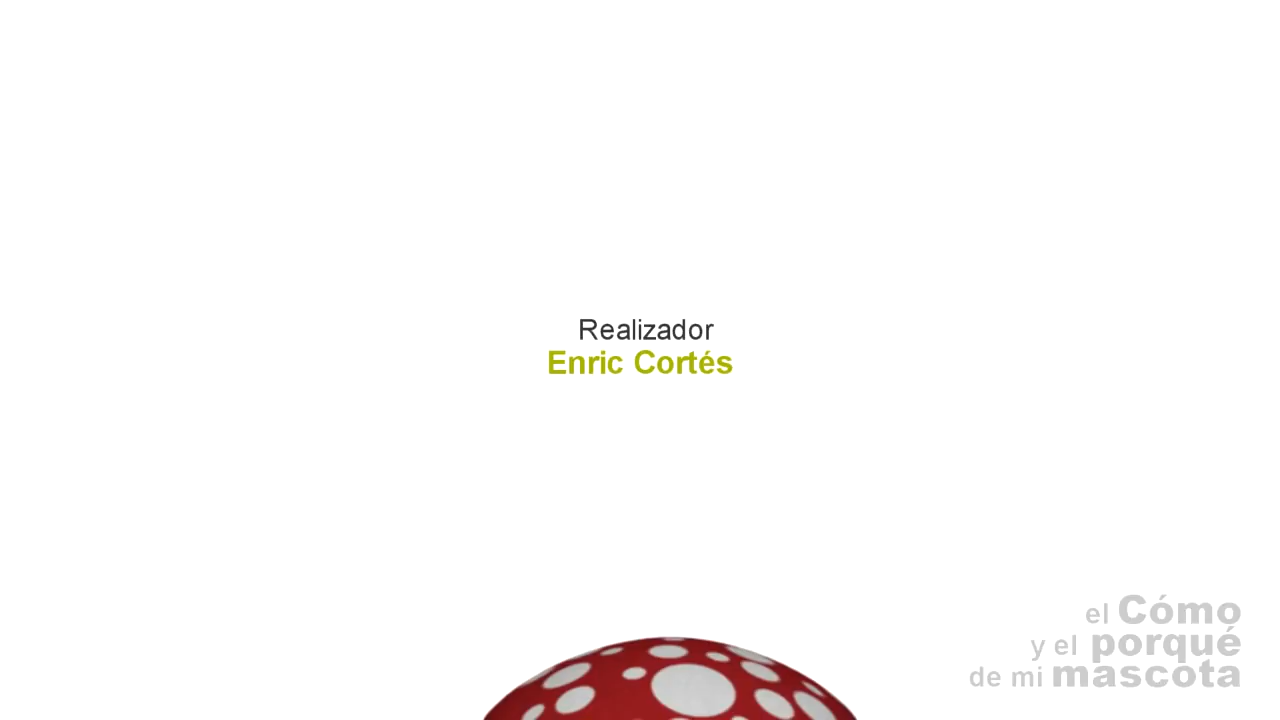 Realizador
Enric Cortés
el Cómo
y el porqué
de mi mascota